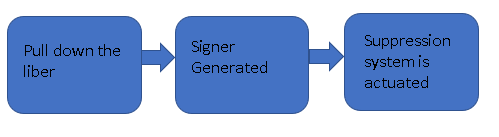 Pull down the
liber
Signer
Generated
Suppression
system is
actuated